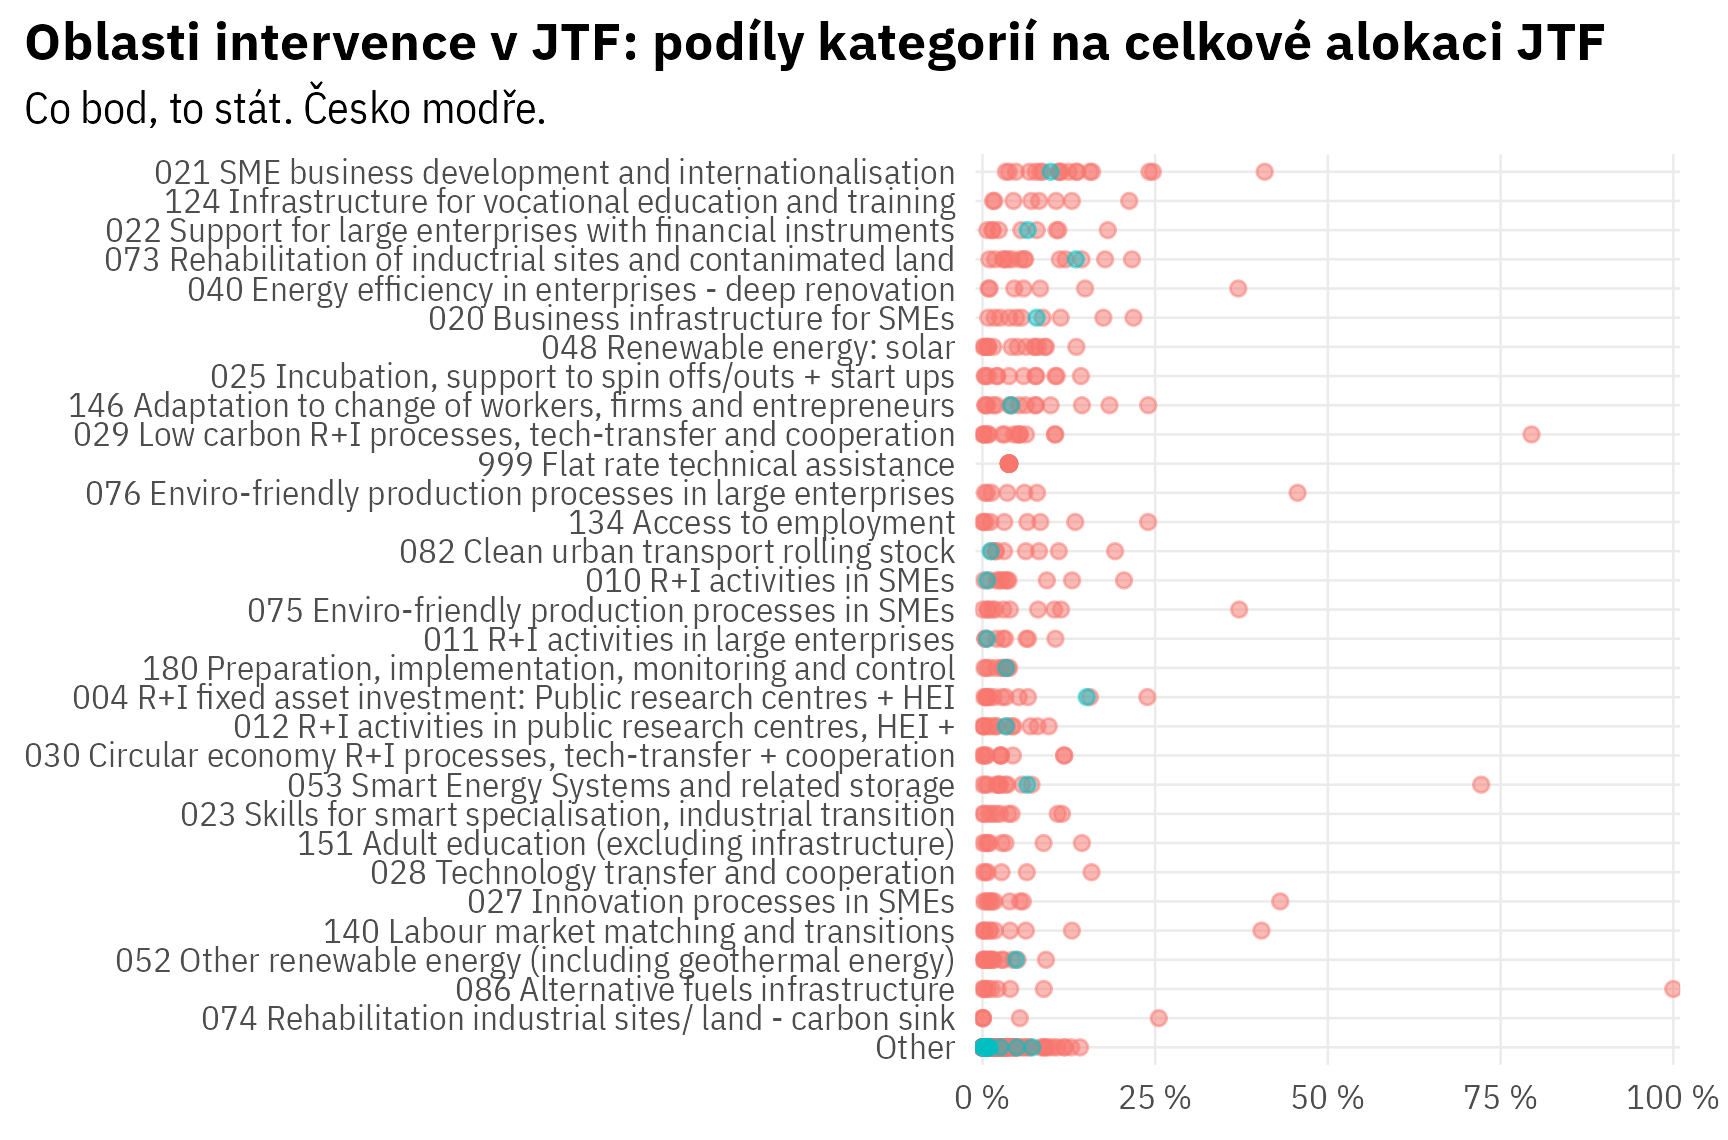 Oblasti intervence v JTF: podíly kategorií na celkové alokaci JTF
Co bod, to stát. Česko modře.
021 SME business development and internationalisation
124 Infrastructure for vocational education and training
022 Support for large enterprises with financial instruments
073 Rehabilitation of industrial sites and contanimated land
040 Energy efficiency in enterprises - deep renovation
020 Business infrastructure for SMEs
048 Renewable energy: solar
025 Incubation, support to spin offs/outs + start ups
146 Adaptation to change of workers, firms and entrepreneurs
029 Low carbon R+I processes, tech-transfer and cooperation
999 Flat rate technical assistance
076 Enviro-friendly production processes in large enterprises
134 Access to employment
082 Clean urban transport rolling stock
010 R+I activities in SMEs
075 Enviro-friendly production processes in SMEs
011 R+I activities in large enterprises
180 Preparation, implementation, monitoring and control
004 R+I fixed asset investment: Public research centres + HEI
012 R+I activities in public research centres, HEI +
030 Circular economy R+I processes, tech-transfer + cooperation
053 Smart Energy Systems and related storage
023 Skills for smart specialisation, industrial transition
151 Adult education (excluding infrastructure)
028 Technology transfer and cooperation
027 Innovation processes in SMEs
140 Labour market matching and transitions
052 Other renewable energy (including geothermal energy)
086 Alternative fuels infrastructure
074 Rehabilitation industrial sites/ land - carbon sink
Other
0 % 25 % 50 % 75 % 100 %